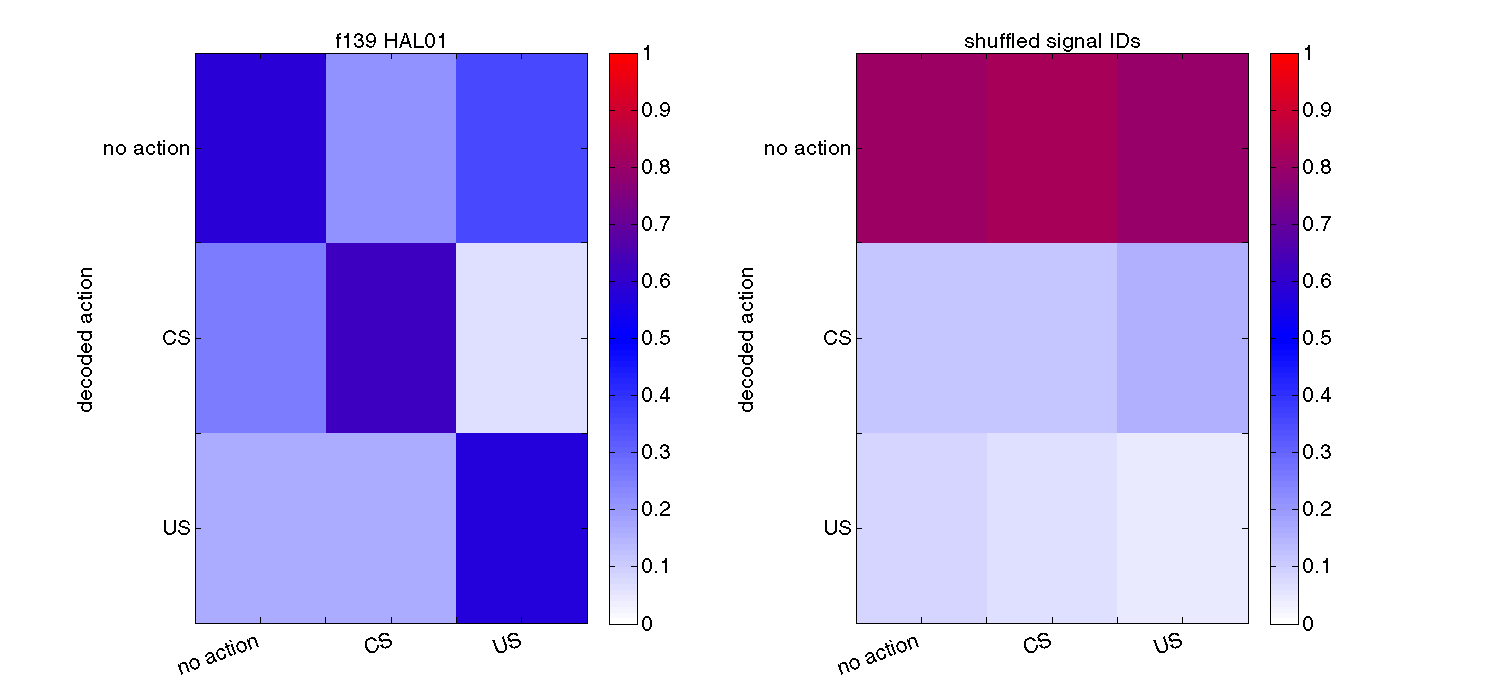 f139 HAL01
no action
CS
US
decoded action
no action
CS
US
1
0.9
0.8
0.7
0.6
0.5
0.4
0.3
0.2
0.1
0
shuffled signal IDs
no action
CS
US
decoded action
no action
CS
US
1
0.9
0.8
0.7
0.6
0.5
0.4
0.3
0.2
0.1
0